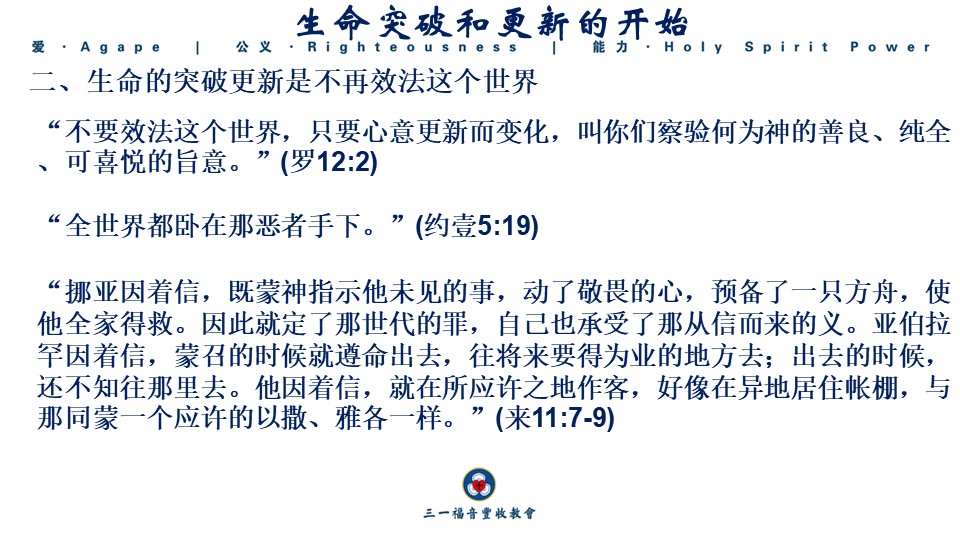 生命突破和更新的开始
爱·Agape | 公义·Righteousness | 能力·Holy Spirit Power
二、生命的突破更新是不再效法这个世界
“不要效法这个世界，只要心意更新而变化，叫你们察验何为神的善良、纯全
、可喜悦的旨意。”(罗12:2)
“全世界都卧在那恶者手下。”(约壹5:19)
“挪亚因着信，既蒙神指示他未见的事，动了敬畏的心，预备了一只方舟，使
他全家得救。因此就定了那世代的罪，自己也承受了那从信而来的义。亚伯拉
罕因着信，蒙召的时候就遵命出去，往将来要得为业的地方去；出去的时候，
还不知往那里去。他因着信，就在所应许之地作客，好像在异地居住帐棚，与
那同蒙一个应许的以撒、雅各一样。”(来11:7-9)
三一福音豐收教會